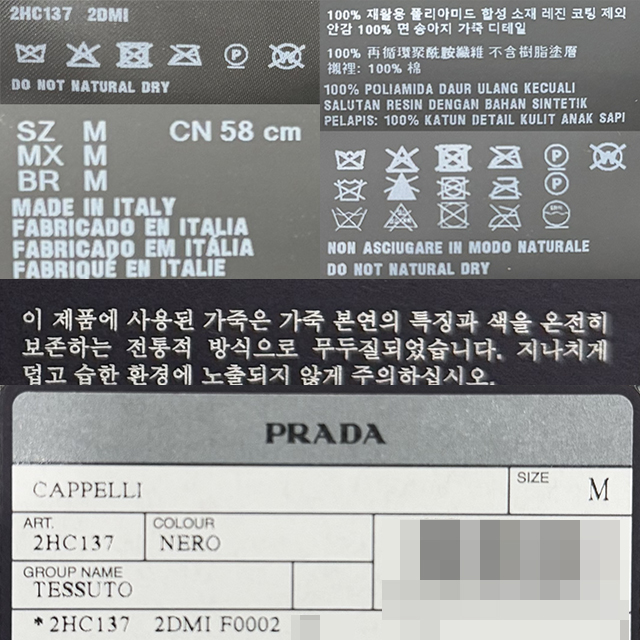 2HC137 2DMI
DO NOT NATURAL DRY
SZ M CN 58 cm
MX M
BR M
MADE IN ITALY
FABRICADO EN ITALIA
FABRICADO EM ITÁLIA
FABRIQUÉ EN ITALIE
100% 재활용 폴리아미드 합성 소재 레진 코팅 제외
안감 100% 면 송아지 가죽 디테일
100% 再循環聚酰胺纖維 不含樹脂塗層
襯裡: 100% 棉
100% POLIAMIDA DAUR ULANG KECUALI
SALUTAN RESIN DENGAN BAHAN SINTETIK
PELAPIS: 100% KATUN DETAIL KULIT ANAK SAPI
NON ASCIUGARE IN MODO NATURALE
DO NOT NATURAL DRY
이 제품에 사용된 가죽은 가죽 본연의 특징과 색을 온전히
보존하는 전통적 방식으로 무두질되었습니다. 지나치게
덥고 습한 환경에 노출되지 않게 주의하십시오.
PRADA
CAPPELLI
SIZE M
ART.
2HC137
COLOUR
NERO
GROUP NAME
TESSUTO
*2HC137 2DMI F0002